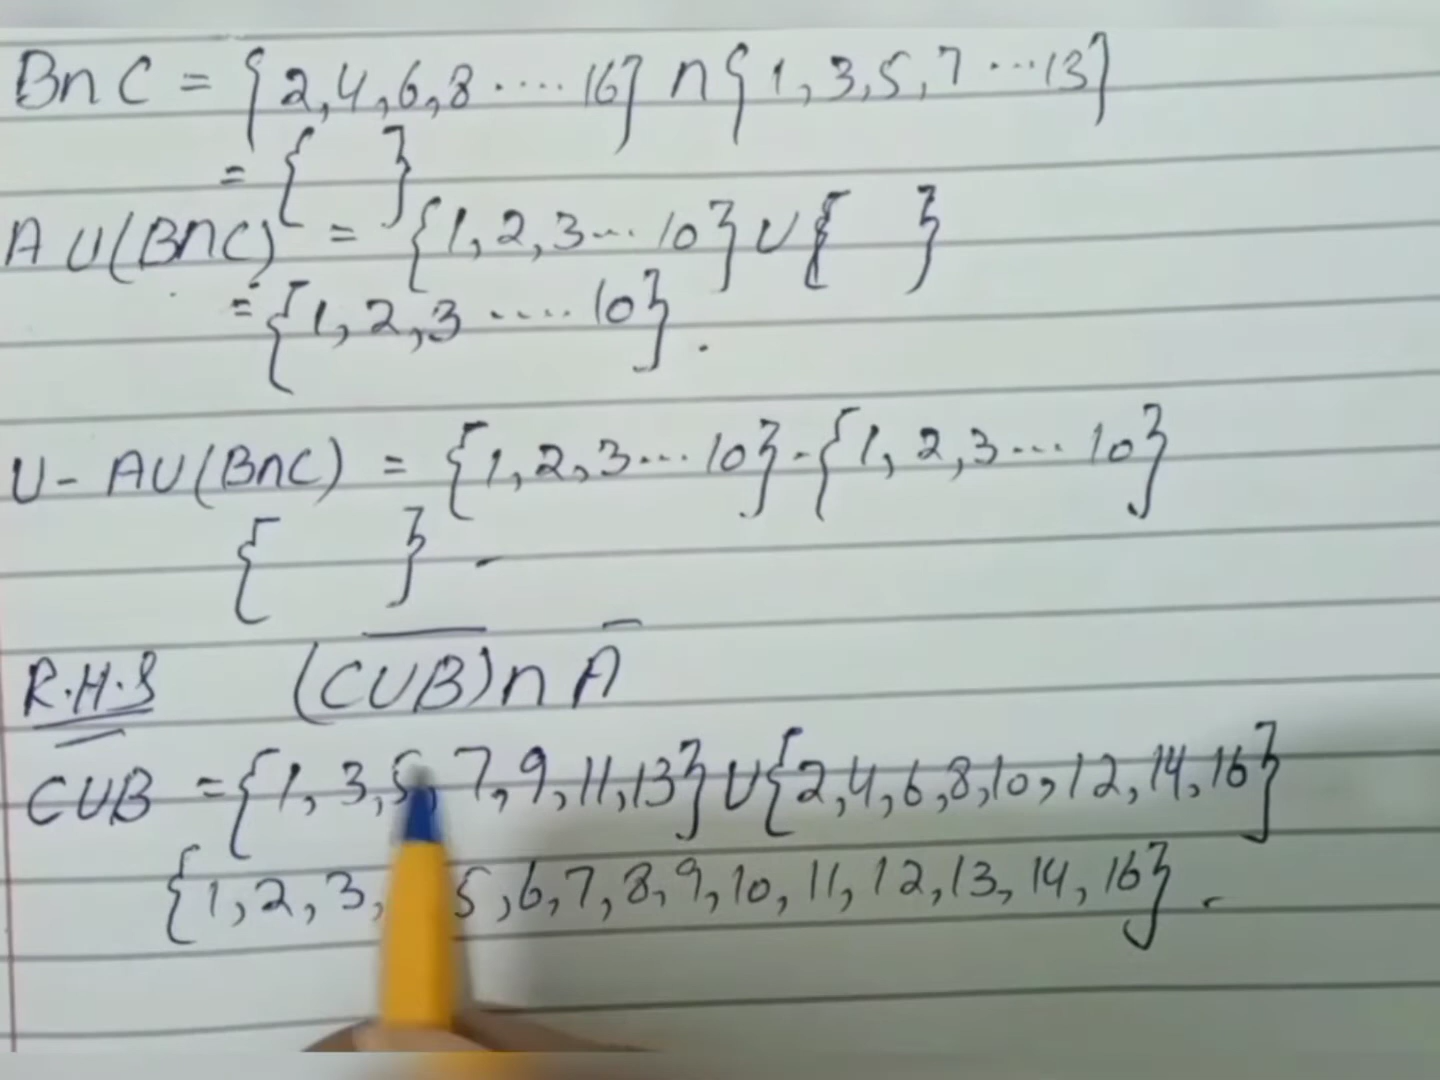 B∩C = {2,4,6,8 ..... 16} ∩ {1,3,5,7 ...13}
= { }
A∪(B∩C) = {1,2,3... 10} ∪ { }
= {1,2,3 ..... 10}.
U - A∪(B∩C) = {1,2,3... 10} - {1, 2,3... 10}
{ } -
R.H.S (C̅U̅B̅)∩ A̅
C∪B = {1, 3,5,7,9,11,13} ∪ {2,4,6,8,10,12,14,16}
{1,2,3, 5,6,7,8,9,10,11,12,13,14,16}.